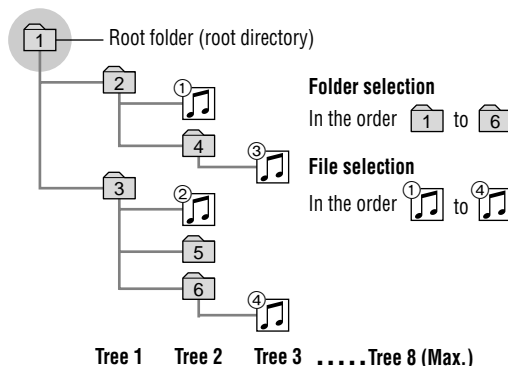 1 Root folder (root directory)
2 ①
Folder selection
In the order 1 to 6
4 ③
File selection
3 ②
In the order ① to ④
5
6 ④
Tree 1 Tree 2 Tree 3 .....Tree 8 (Max.)